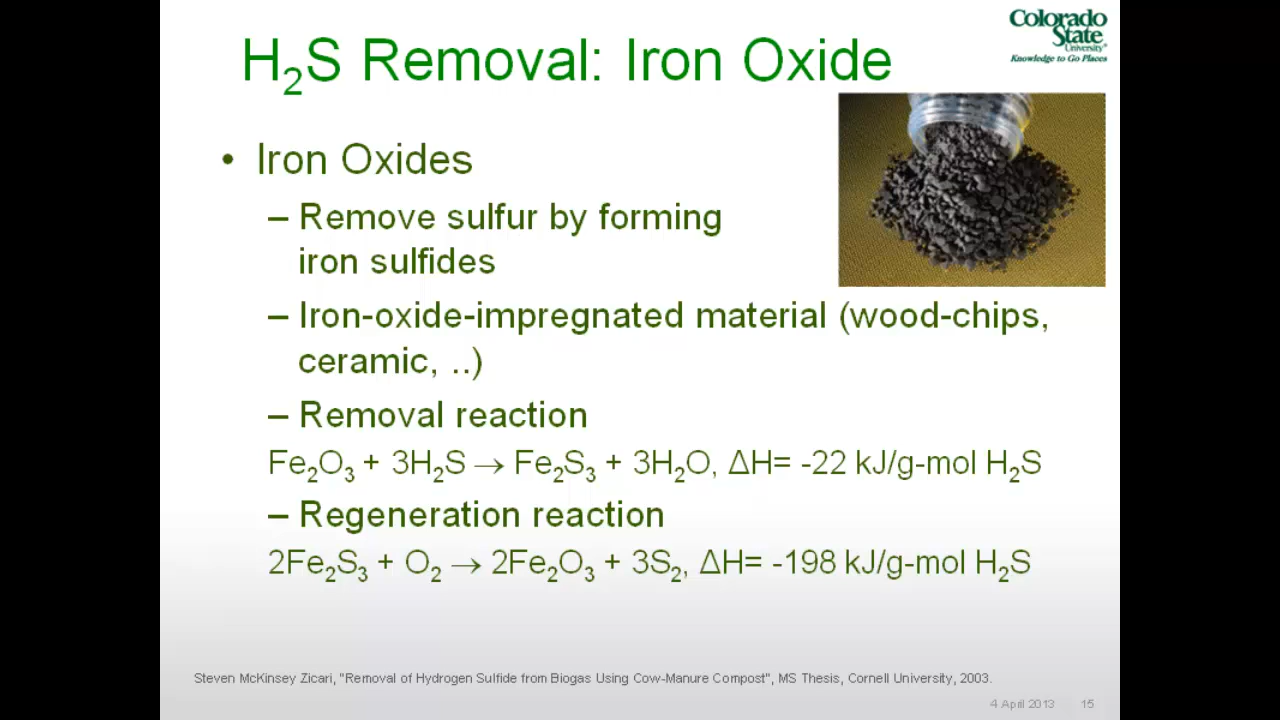 H₂S Removal: Iron Oxide
Colorado
State
University
Knowledge to Go Places
• Iron Oxides
– Remove sulfur by forming
iron sulfides
– Iron-oxide-impregnated material (wood-chips,
ceramic, ..)
– Removal reaction
Fe₂O₃ + 3H₂S → Fe₂S₃ + 3H₂O, ΔH= -22 kJ/g-mol H₂S
– Regeneration reaction
2Fe₂S₃ + O₂ → 2Fe₂O₃ + 3S₂, ΔH= -198 kJ/g-mol H₂S
Steven McKinsey Zicari, "Removal of Hydrogen Sulfide from Biogas Using Cow-Manure Compost", MS Thesis, Cornell University, 2003.
4 April 2013 15